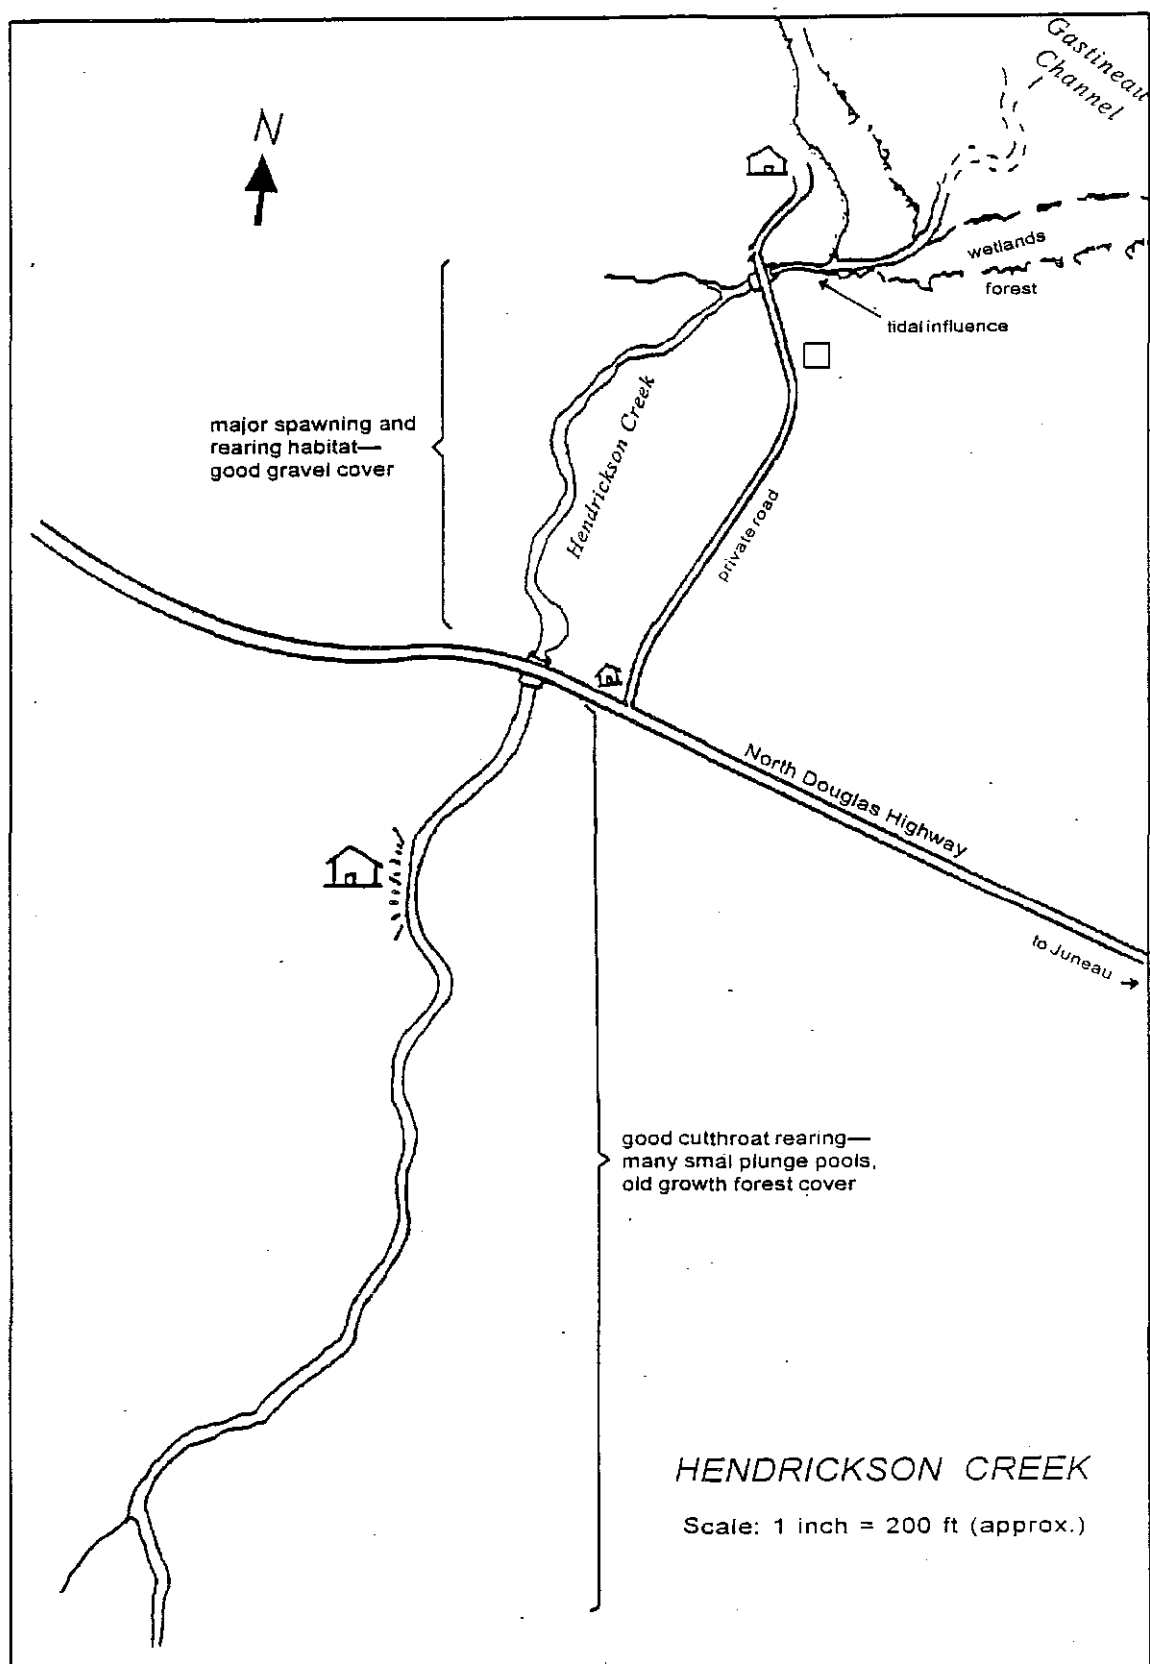 Gastineau
Channel
N
wetlands
forest
tidal influence
major spawning and
rearing habitat—
good gravel cover
Hendrickson Creek
private road
North Douglas Highway
to Juneau →
good cutthroat rearing—
many small plunge pools,
old growth forest cover
HENDRICKSON CREEK
Scale: 1 inch = 200 ft (approx.)